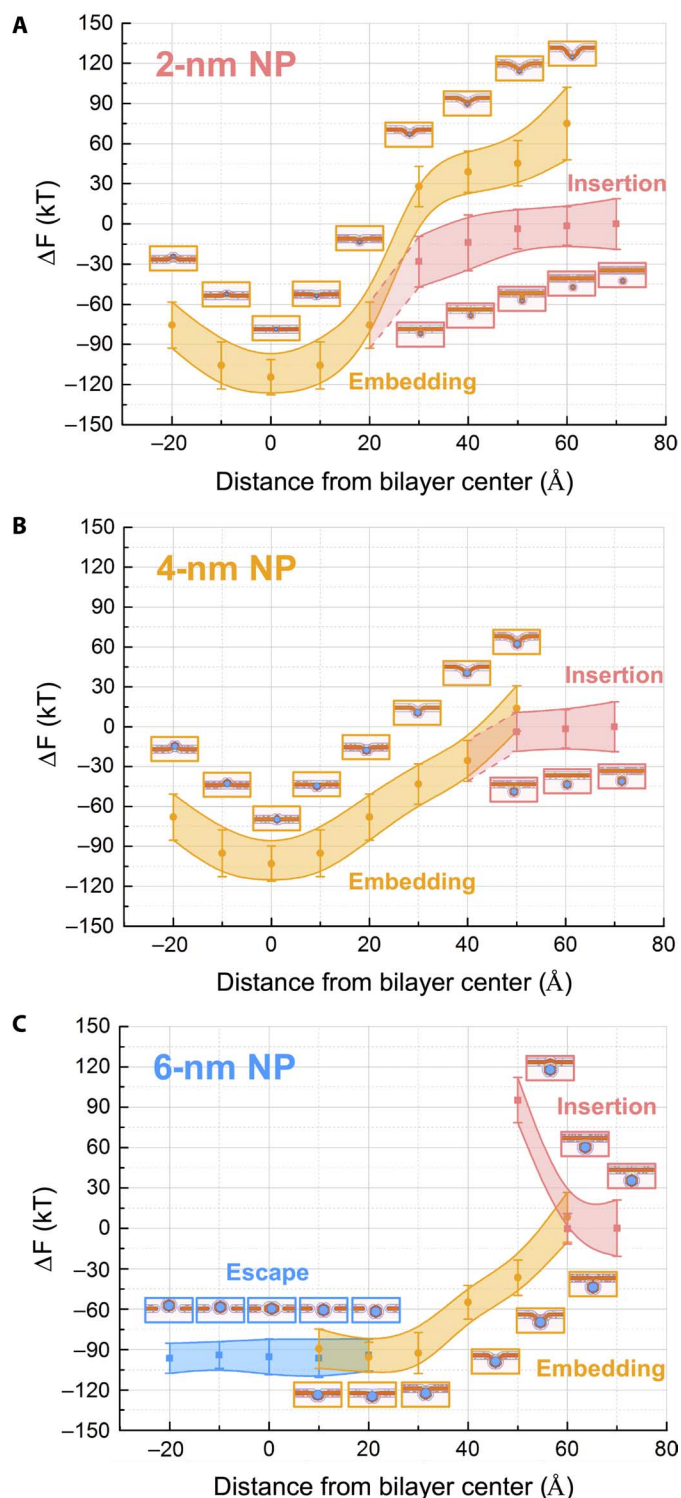 A
2-nm NP
150
120
90
60
30
0
−30
−60
−90
−120
−150
ΔF (kT)
Insertion
Embedding
−20 0 20 40 60 80
Distance from bilayer center (Å)
B
4-nm NP
150
120
90
60
30
0
−30
−60
−90
−120
−150
ΔF (kT)
Insertion
Embedding
−20 0 20 40 60 80
Distance from bilayer center (Å)
C
6-nm NP
150
120
90
60
30
0
−30
−60
−90
−120
−150
ΔF (kT)
Insertion
Escape
Embedding
−20 0 20 40 60 80
Distance from bilayer center (Å)